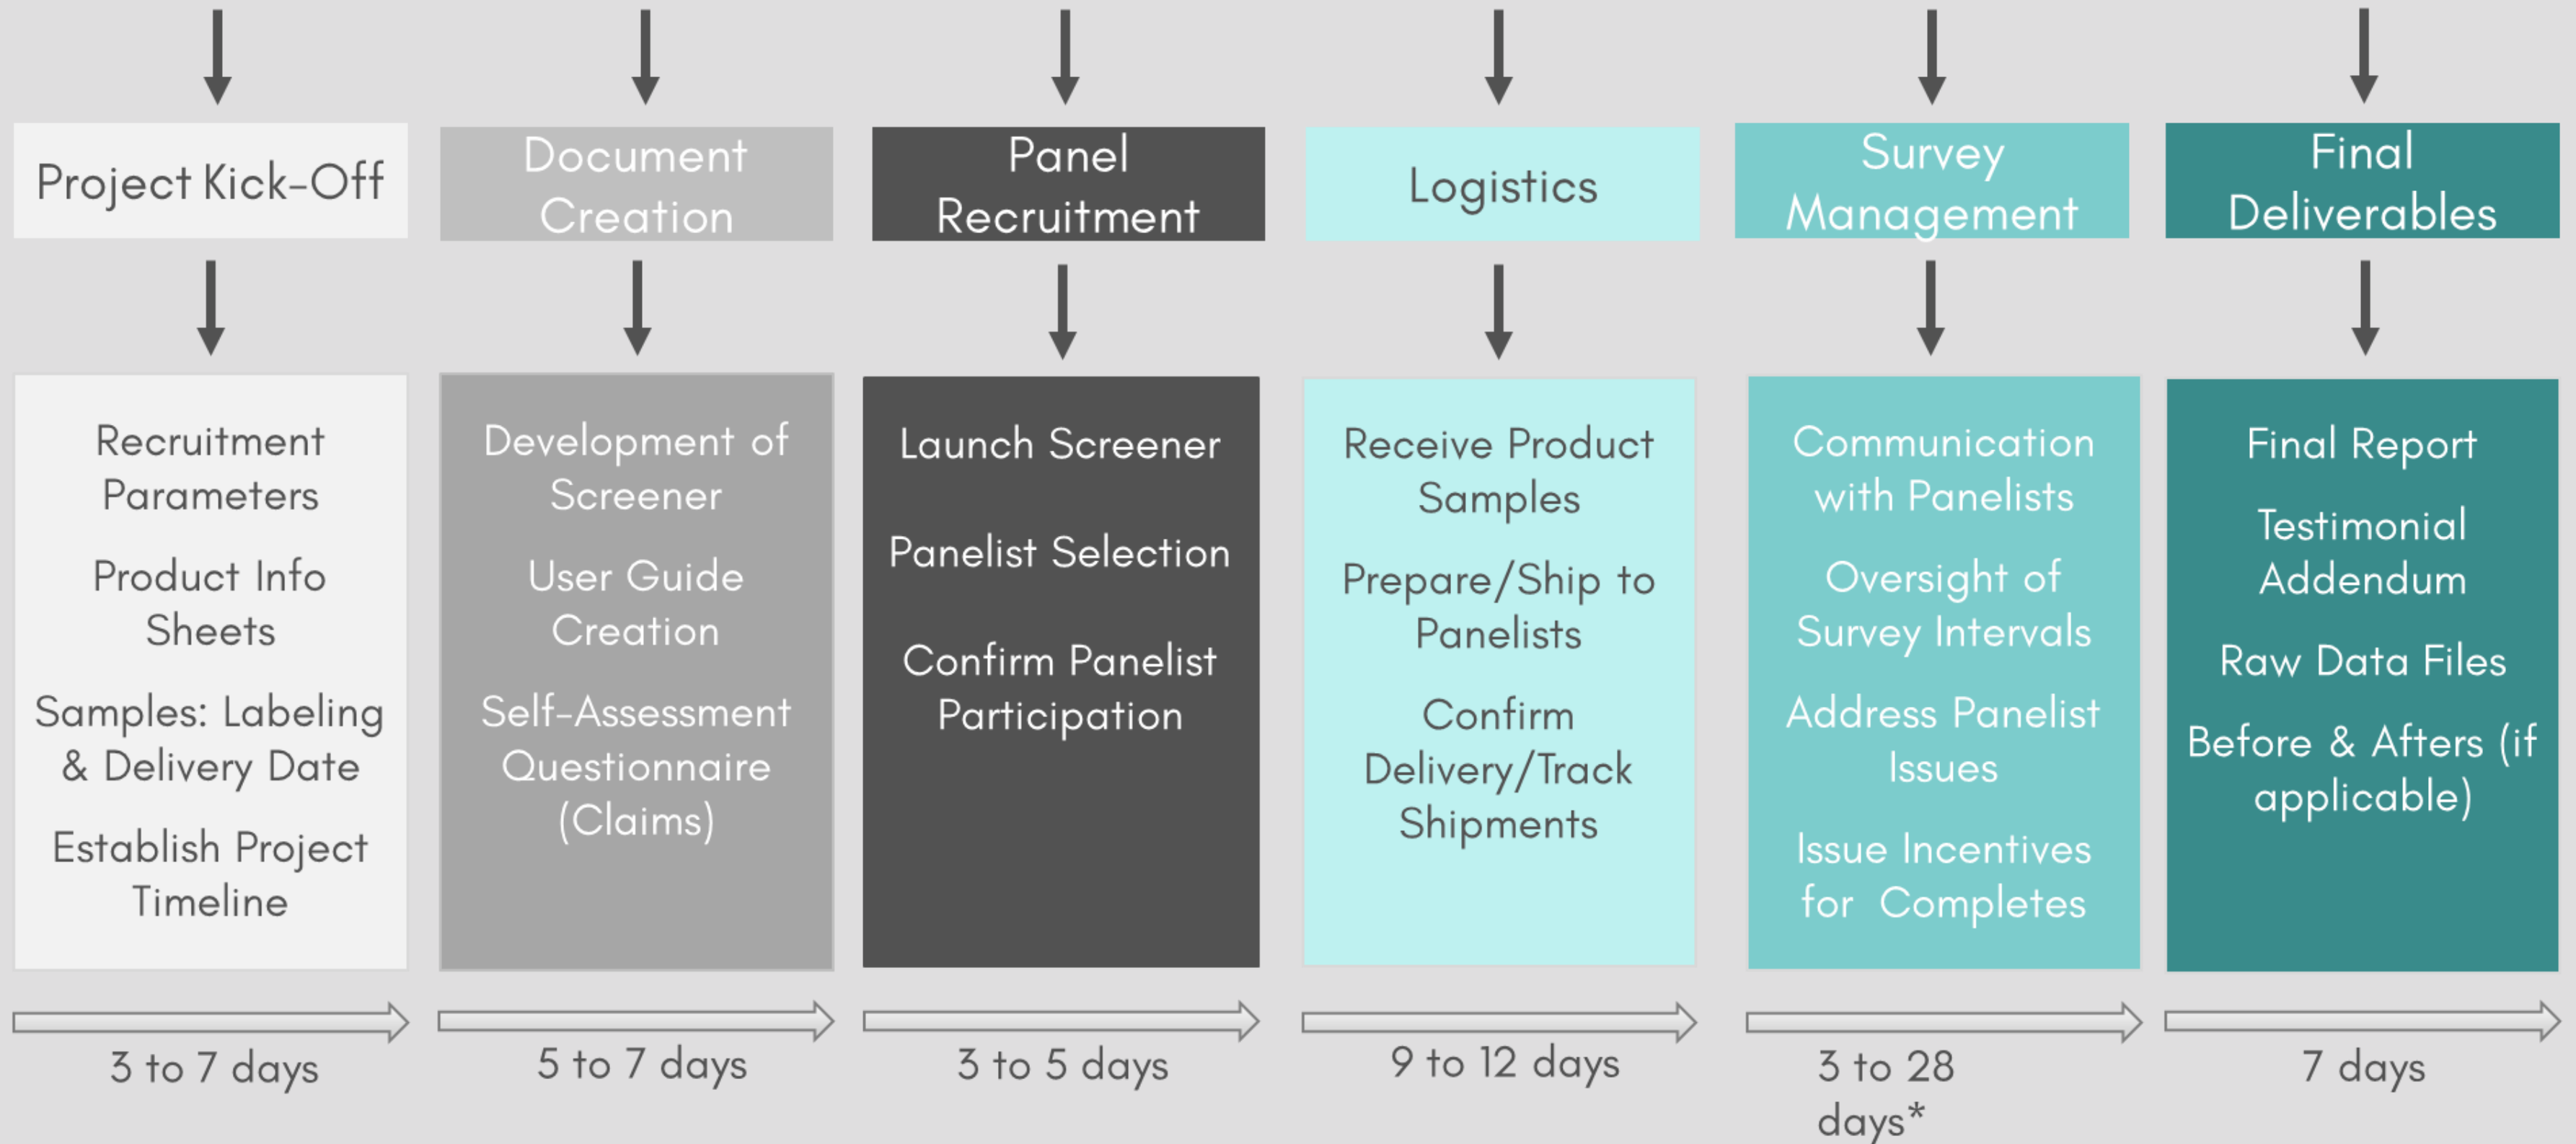 Project Kick-Off
Document
Creation
Panel
Recruitment
Logistics
Survey
Management
Final
Deliverables
Recruitment
Parameters
Product Info
Sheets
Samples: Labeling
& Delivery Date
Establish Project
Timeline
Development of
Screener
User Guide
Creation
Self-Assessment
Questionnaire
(Claims)
Launch Screener
Panelist Selection
Confirm Panelist
Participation
Receive Product
Samples
Prepare/Ship to
Panelists
Confirm
Delivery/Track
Shipments
Communication
with Panelists
Oversight of
Survey Intervals
Address Panelist
Issues
Issue Incentives
for Completes
Final Report
Testimonial
Addendum
Raw Data Files
Before & Afters (if
applicable)
3 to 7 days
5 to 7 days
3 to 5 days
9 to 12 days
3 to 28
days*
7 days